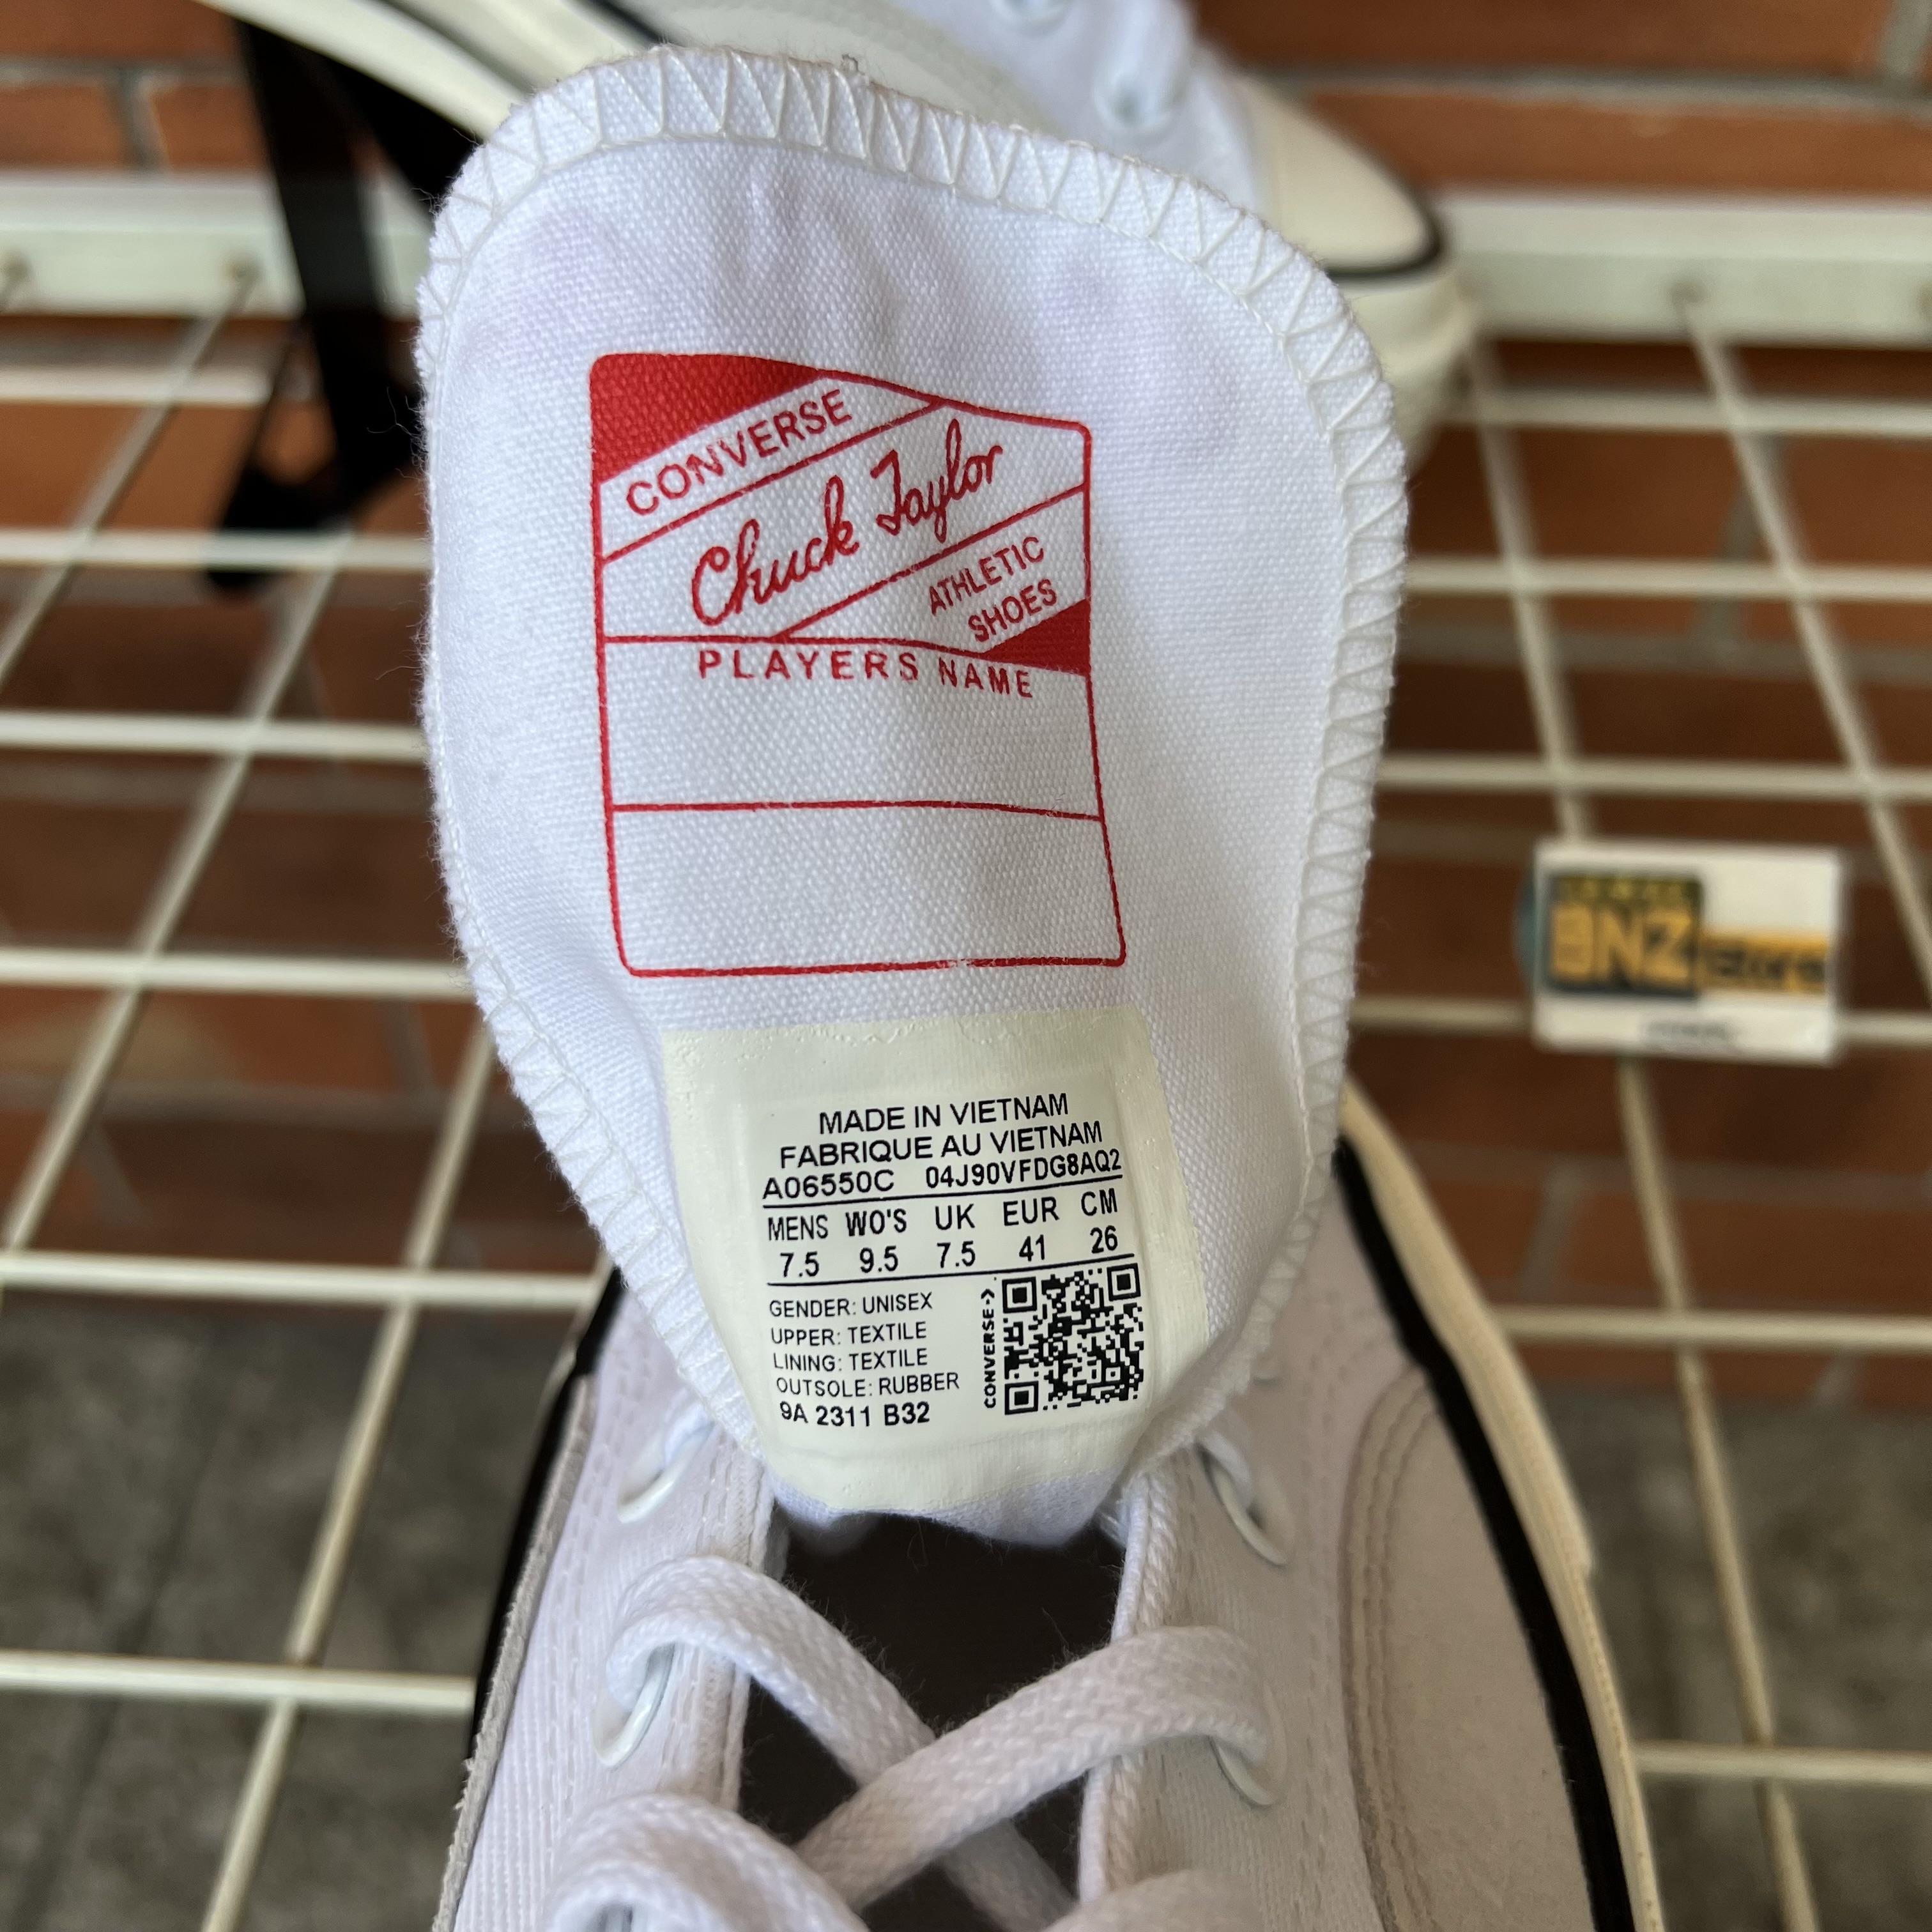 CONVERSE
Chuck Taylor
ATHLETIC
SHOES
PLAYERS NAME
MADE IN VIETNAM
FABRIQUE AU VIETNAM
A06550C 04J90VFDG8AQ2
MENS WO'S UK EUR CM
7.5 9.5 7.5 41 26
GENDER: UNISEX
UPPER: TEXTILE
LINING: TEXTILE
OUTSOLE: RUBBER
9A 2311 B32
CONVERSE
BNZ
Store